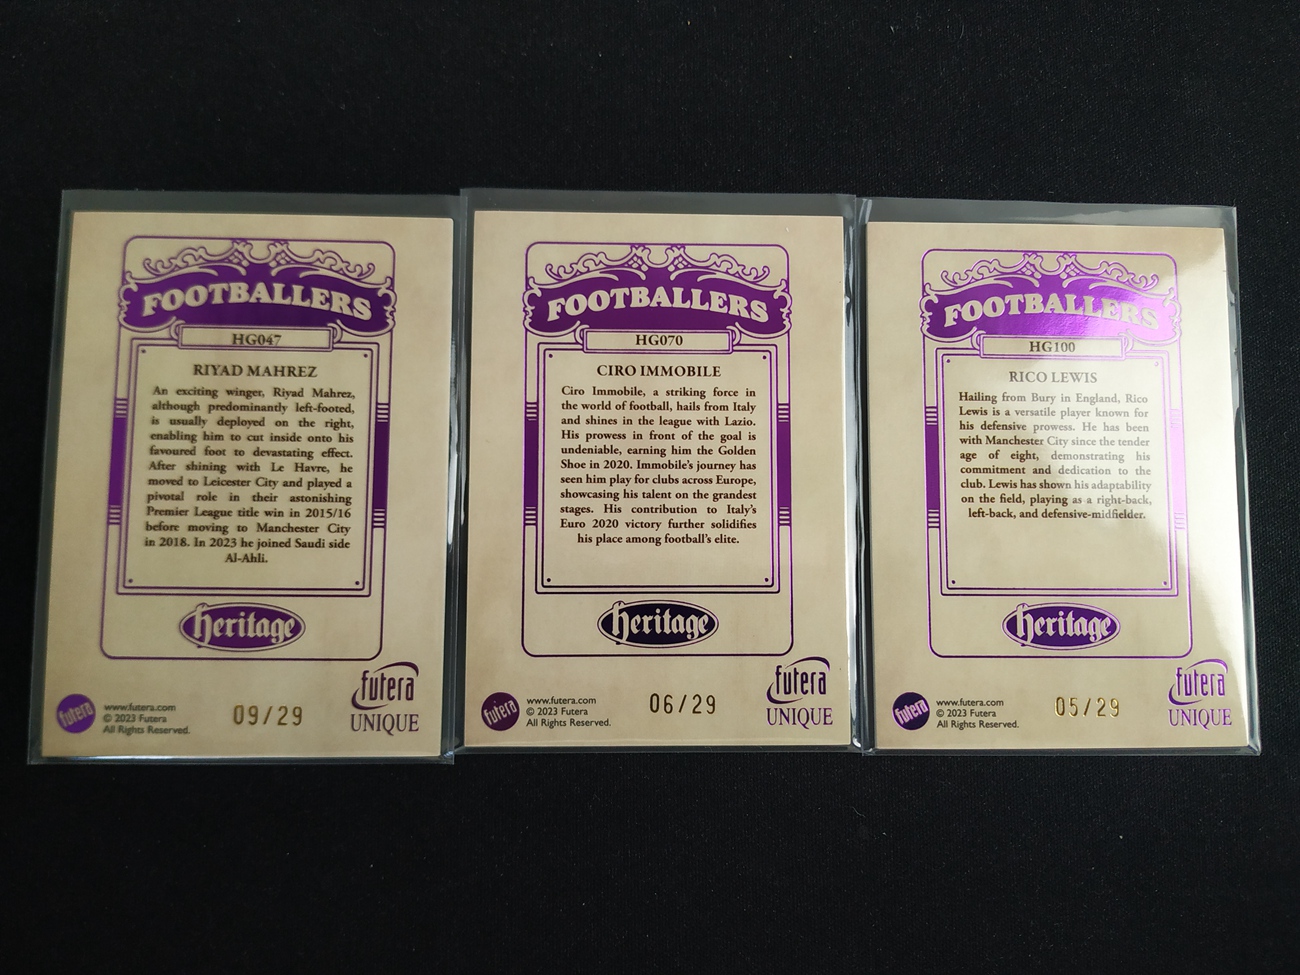 FOOTBALLERS
HG047
RIYAD MAHREZ
An exciting winger, Riyad Mahrez,
although predominantly left-footed,
is usually deployed on the right,
enabling him to cut inside onto his
favoured foot to devastating effect.
After shining with Le Havre, he
moved to Leicester City and played a
pivotal role in their astonishing
Premier League title win in 2015/16
before moving to Manchester City
in 2018. In 2023 he joined Saudi side
Al-Ahli.
heritage
futera
www.futera.com
© 2023 Futera
All Rights Reserved.
09/29
futera
UNIQUE
FOOTBALLERS
HG070
CIRO IMMOBILE
Ciro Immobile, a striking force in
the world of football, hails from Italy
and shines in the league with Lazio.
His prowess in front of the goal is
undeniable, earning him the Golden
Shoe in 2020. Immobile's journey has
seen him play for clubs across Europe,
showcasing his talent on the grandest
stages. His contribution to Italy's
Euro 2020 victory further solidifies
his place among football's elite.
heritage
futera
www.futera.com
© 2023 Futera
All Rights Reserved.
06/29
futera
UNIQUE
FOOTBALLERS
HG100
RICO LEWIS
Hailing from Bury in England, Rico
Lewis is a versatile player known for
his defensive prowess. He has been
with Manchester City since the tender
age of eight, demonstrating his
commitment and dedication to the
club. Lewis has shown his adaptability
on the field, playing as a right-back,
left-back, and defensive-midfielder.
heritage
futera
www.futera.com
© 2023 Futera
All Rights Reserved.
05/29
futera
UNIQUE